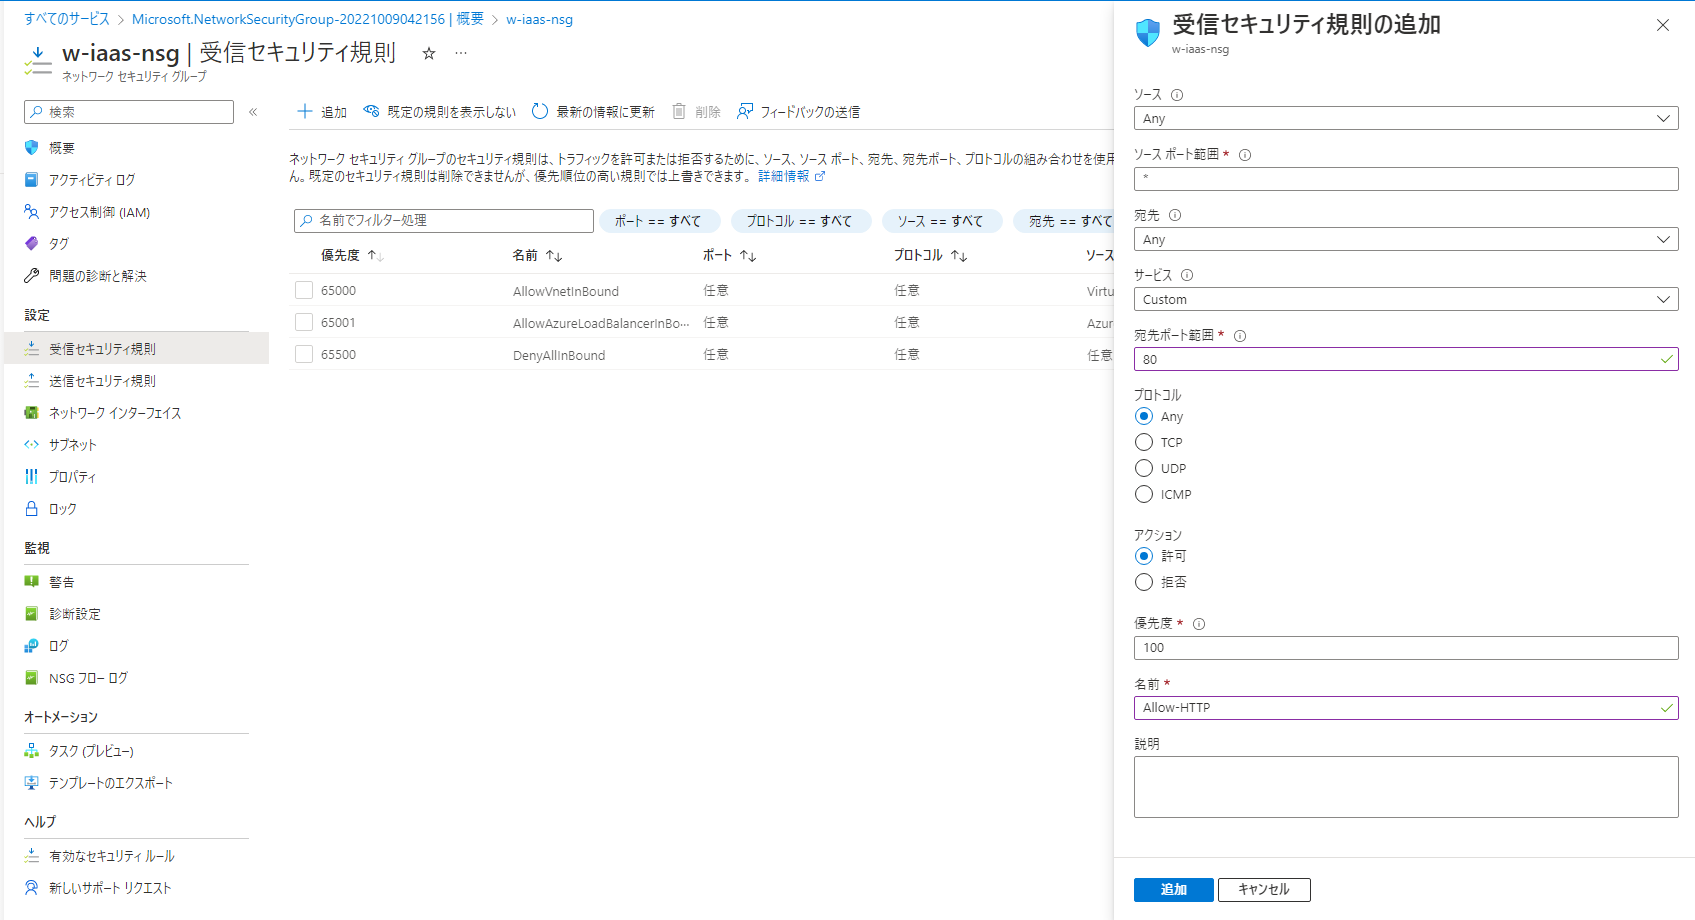 すべてのサービス > Microsoft.NetworkSecurityGroup-20221009042156 | 概要 > w-iaas-nsg
w-iaas-nsg | 受信セキュリティ規則 ☆ …
ネットワーク セキュリティ グループ
検索 «
概要
アクティビティ ログ
アクセス制御 (IAM)
タグ
問題の診断と解決
設定
受信セキュリティ規則
送信セキュリティ規則
ネットワーク インターフェイス
サブネット
プロパティ
ロック
監視
警告
診断設定
ログ
NSG フロー ログ
オートメーション
タスク (プレビュー)
テンプレートのエクスポート
ヘルプ
有効なセキュリティ ルール
新しいサポート リクエスト
追加 既定の規則を表示しない 最新の情報に更新 削除 フィードバックの送信
ネットワーク セキュリティ グループのセキュリティ規則は、トラフィックを許可または拒否するために、ソース、ソース ポート、宛先、宛先ポート、プロトコルの組み合わせを使用
ん。既定のセキュリティ規則は削除できませんが、優先順位の高い規則では上書きできます。 詳細情報
名前でフィルター処理 ポート == すべて プロトコル == すべて ソース == すべて 宛先 == すべて
優先度 ↑↓ 名前 ↑↓ ポート ↑↓ プロトコル ↑↓ ソース
65000 AllowVnetInBound 任意 任意 Virtu
65001 AllowAzureLoadBalancerInBo… 任意 任意 Azur
65500 DenyAllInBound 任意 任意 任意
受信セキュリティ規則の追加
w-iaas-nsg
ソース
Any
ソース ポート範囲 *
*
宛先
Any
サービス
Custom
宛先ポート範囲 *
80
プロトコル
Any
TCP
UDP
ICMP
アクション
許可
拒否
優先度 *
100
名前 *
Allow-HTTP
説明
追加 キャンセル